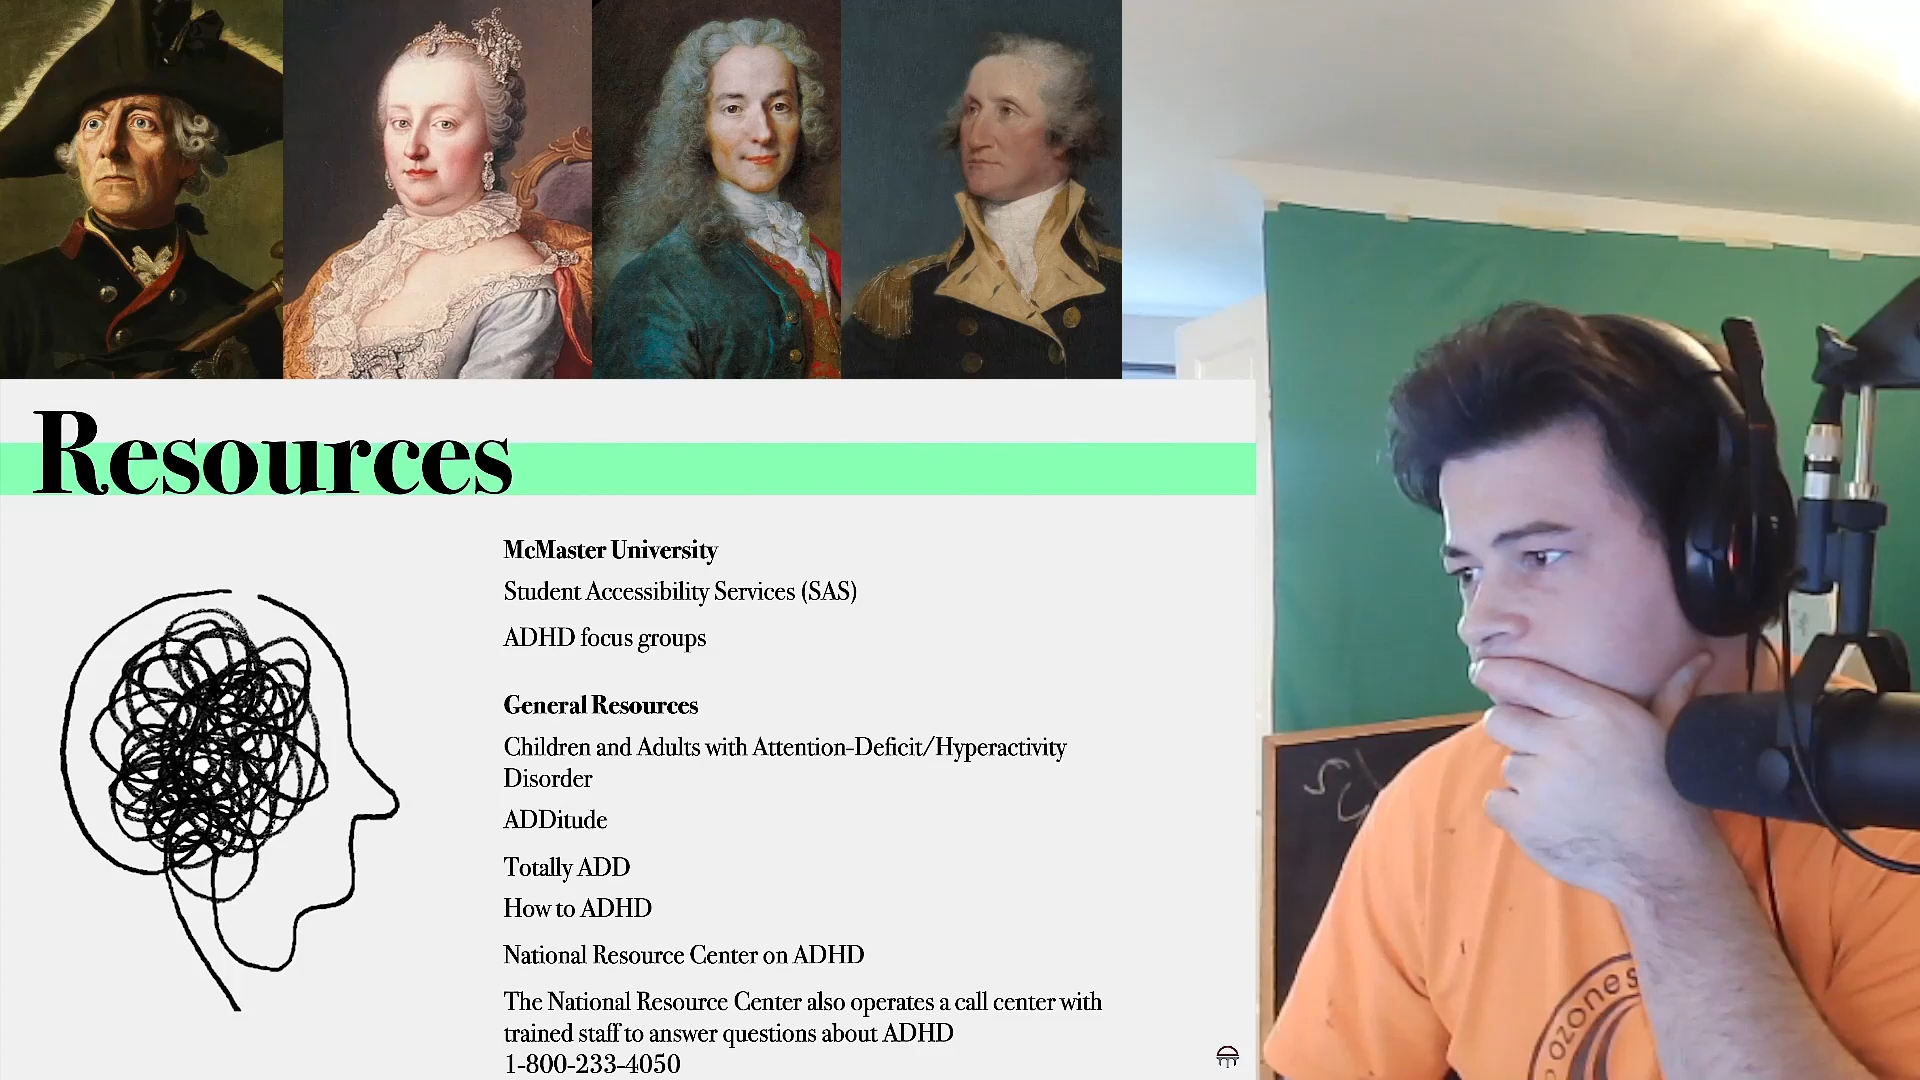 Resources
McMaster University
Student Accessibility Services (SAS)
ADHD focus groups
General Resources
Children and Adults with Attention-Deficit/Hyperactivity
Disorder
ADDitude
Totally ADD
How to ADHD
National Resource Center on ADHD
The National Resource Center also operates a call center with
trained staff to answer questions about ADHD
1-800-233-4050
ozones